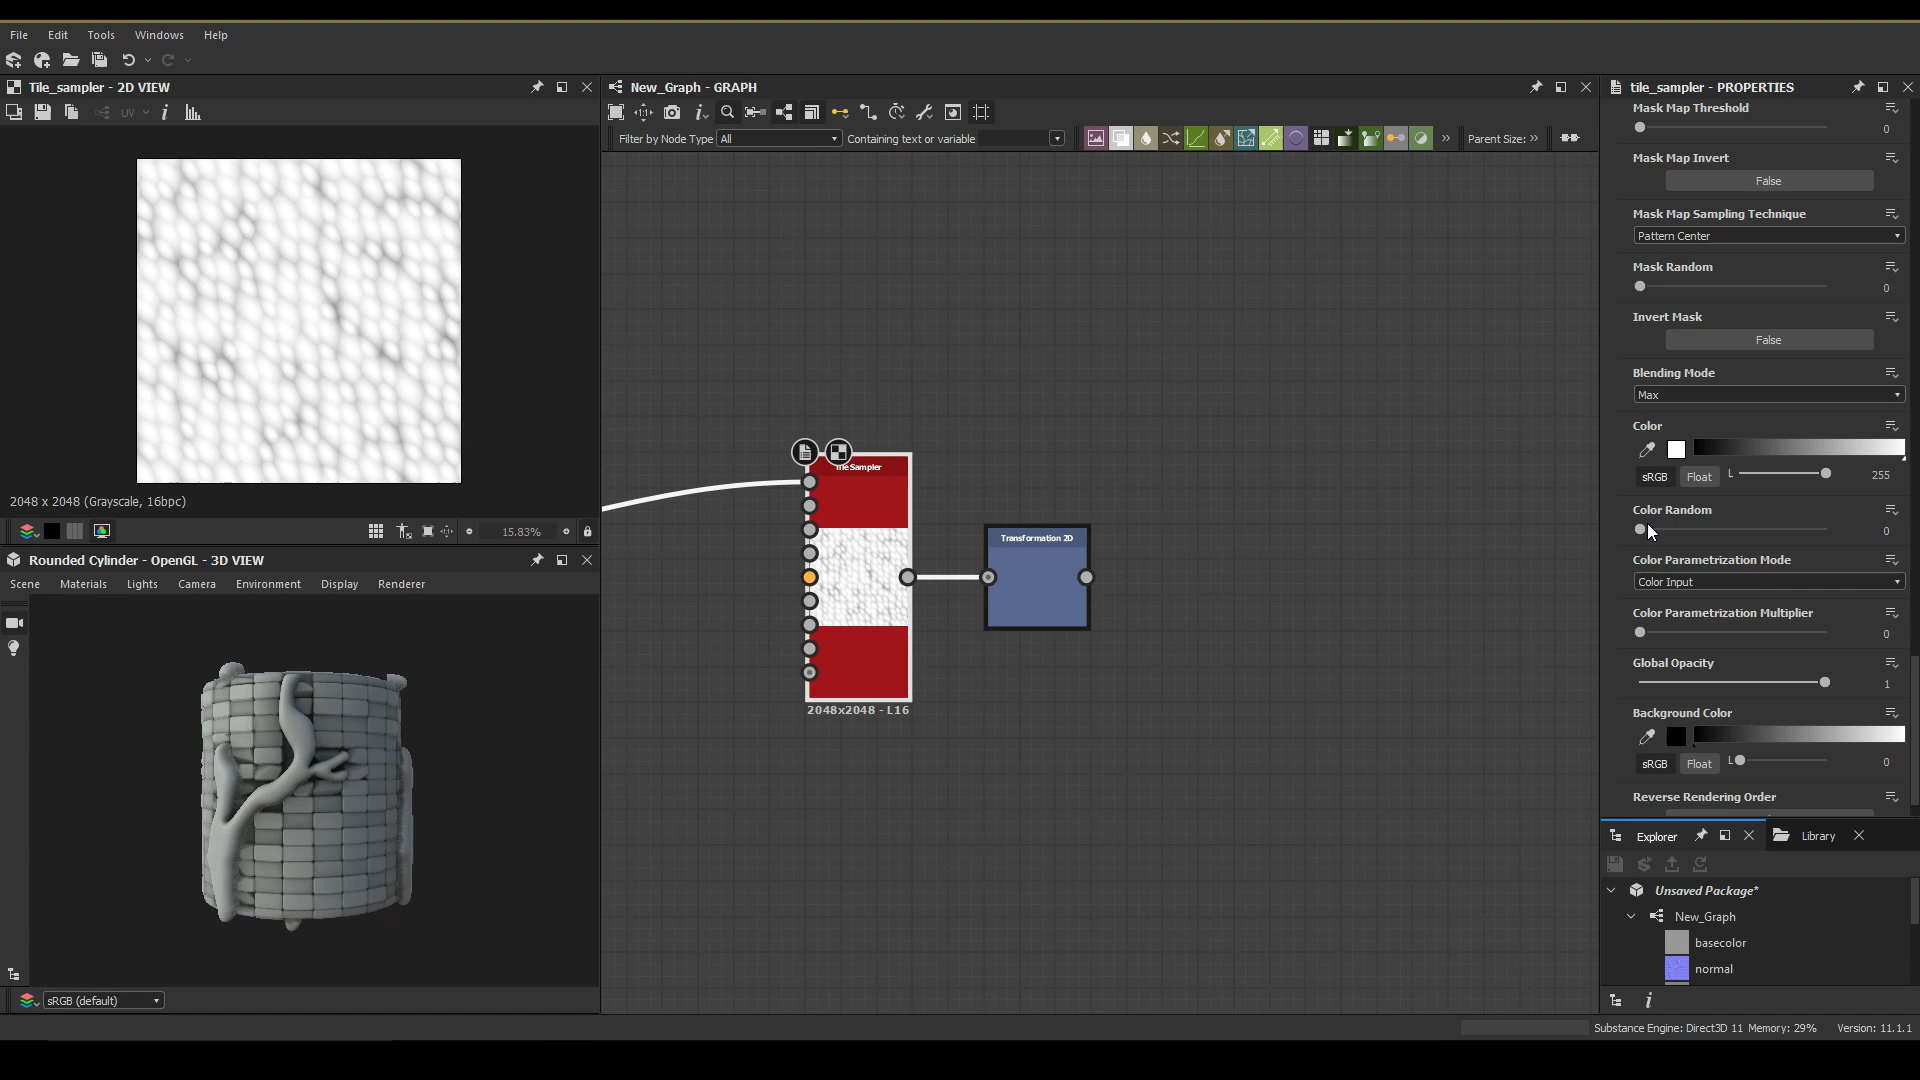 File Edit Tools Windows Help
Tile_sampler - 2D VIEW
UV
2048 x 2048 (Grayscale, 16bpc)
15.83%
Rounded Cylinder - OpenGL - 3D VIEW
Scene Materials Lights Camera Environment Display Renderer
sRGB (default)
New_Graph - GRAPH
Filter by Node Type All Containing text or variable
Parent Size:
Tile Sampler
2048x2048 - L16
Transformation 2D
tile_sampler - PROPERTIES
Mask Map Threshold
0
Mask Map Invert
False
Mask Map Sampling Technique
Pattern Center
Mask Random
0
Invert Mask
False
Blending Mode
Max
Color
sRGB Float L 255
Color Random
0
Color Parametrization Mode
Color Input
Color Parametrization Multiplier
0
Global Opacity
1
Background Color
sRGB Float L 0
Reverse Rendering Order
Explorer Library
Unsaved Package*
New_Graph
basecolor
normal
Substance Engine: Direct3D 11 Memory: 29% Version: 11.1.1